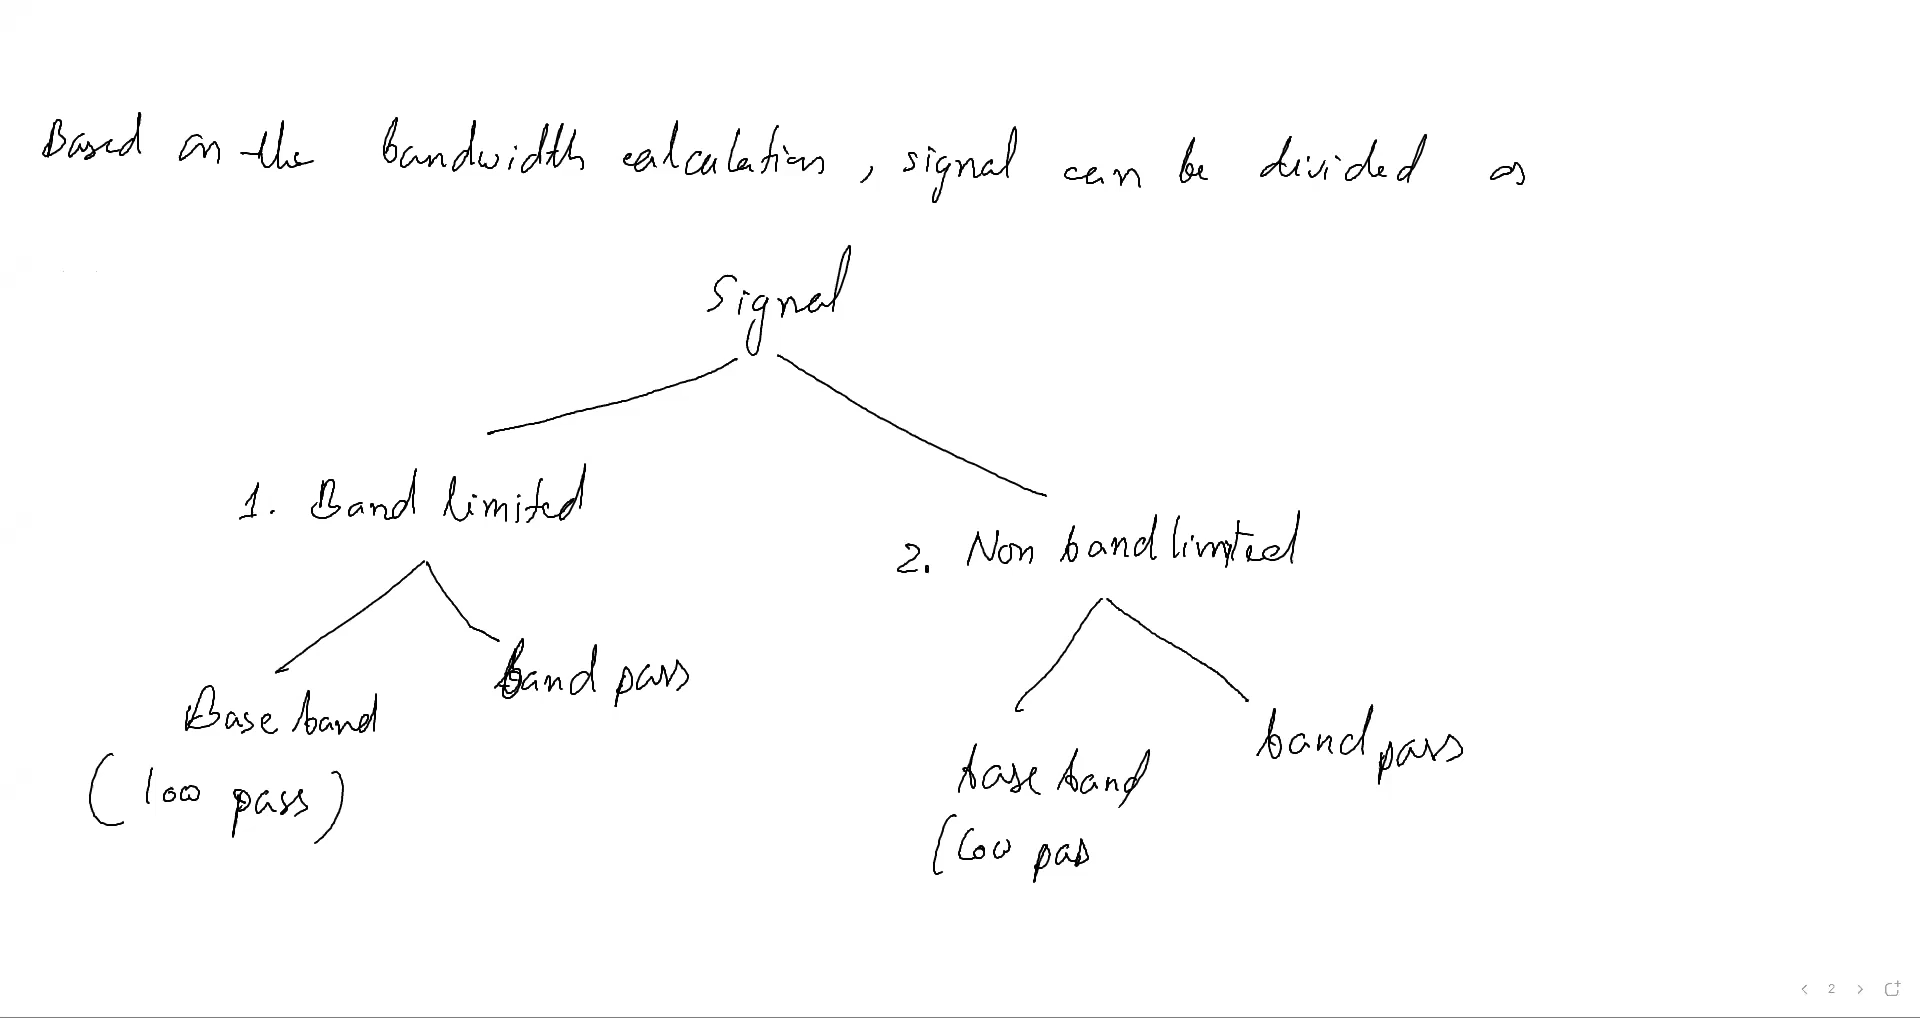 Based on the bandwidth calculation, signal can be divided as
Signal
1. Band limited
2. Non band limited
Base band
band pass
(low pass)
base band
band pass
(low pas
2